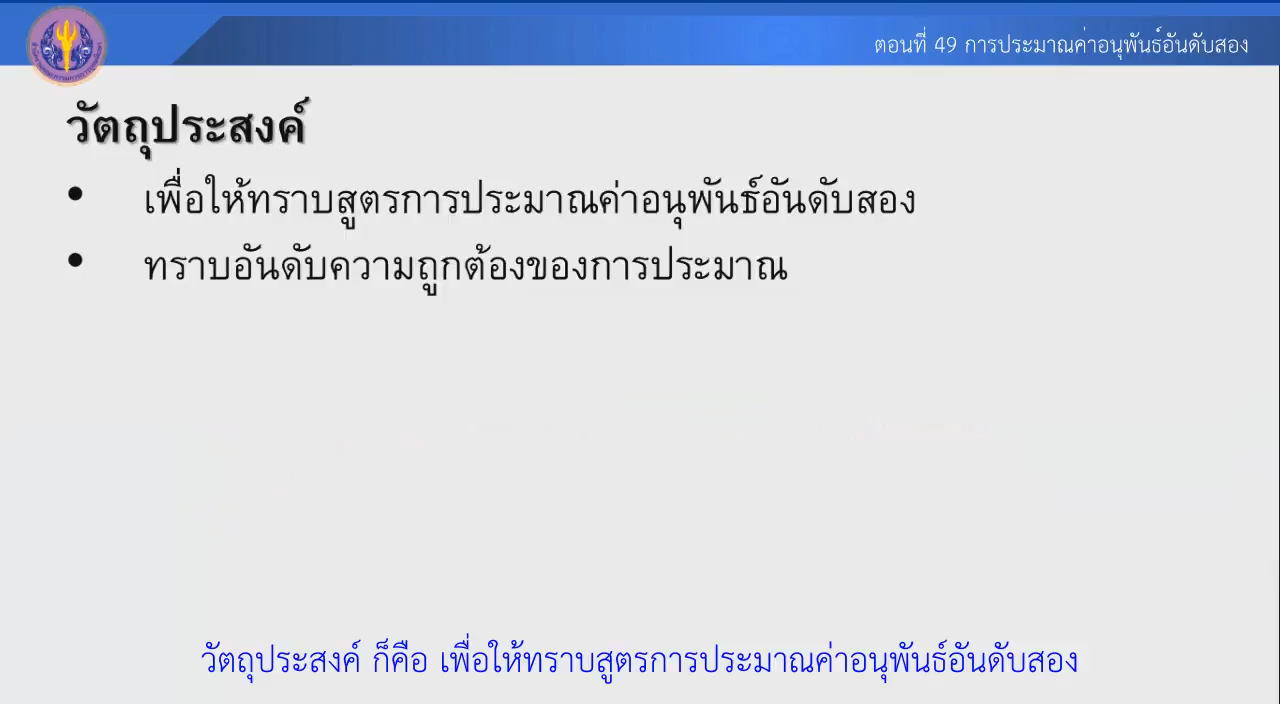 ตอนที่ 49 การประมาณค่าอนุพันธ์อันดับสอง
วัตถุประสงค์
• เพื่อให้ทราบสูตรการประมาณค่าอนุพันธ์อันดับสอง
• ทราบอันดับความถูกต้องของการประมาณ
วัตถุประสงค์ ก็คือ เพื่อให้ทราบสูตรการประมาณค่าอนุพันธ์อันดับสอง